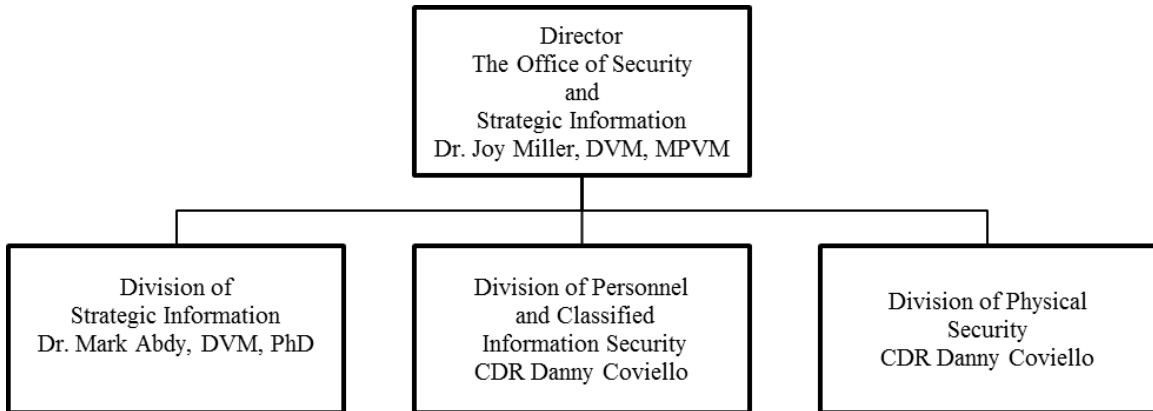 Director
The Office of Security
and
Strategic Information
Dr. Joy Miller, DVM, MPVM
Division of
Strategic Information
Dr. Mark Abdy, DVM, PhD
Division of Personnel
and Classified
Information Security
CDR Danny Coviello
Division of Physical
Security
CDR Danny Coviello